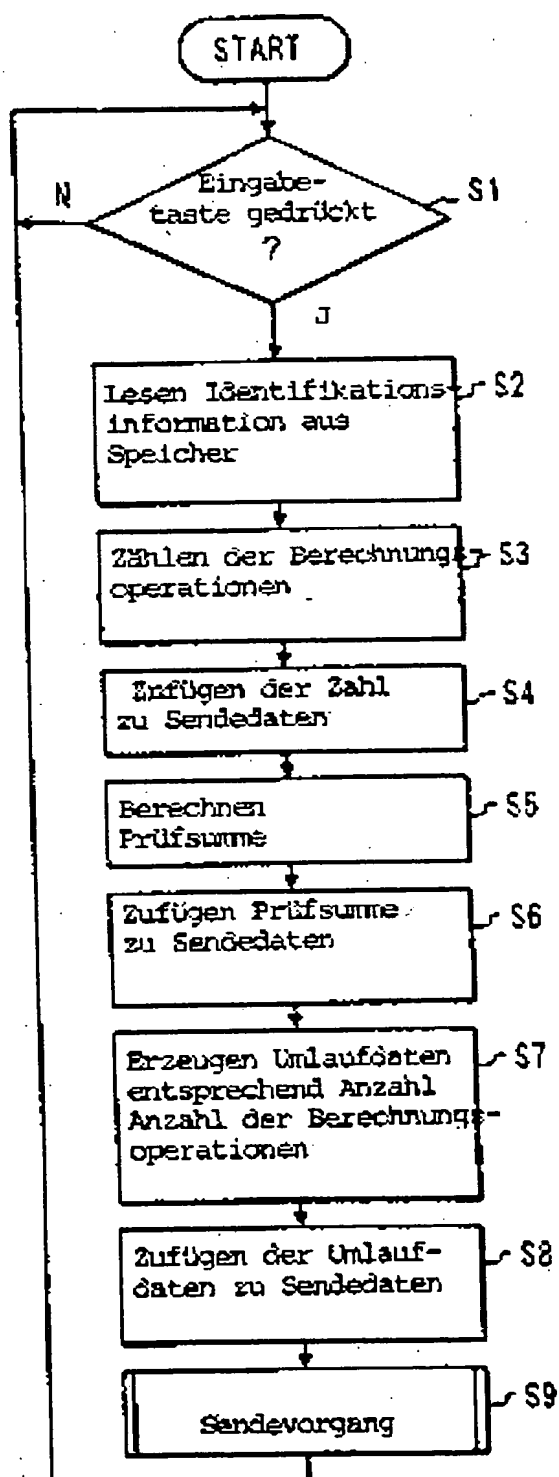 START
Eingabe-
taste gedrückt
?
S1
N
J
Lesen Identifikations-
information aus
Speicher
S2
Zählen der Berechnungs-
operationen
S3
Zufügen der Zahl
zu Sendedaten
S4
Berechnen
Prüfsumme
S5
Zufügen Prüfsumme
zu Sendedaten
S6
Erzeugen Umlaufdaten
entsprechend Anzahl
Anzahl der Berechnungs-
operationen
S7
Zufügen der Umlauf-
daten zu Sendedaten
S8
Sendevorgang
S9